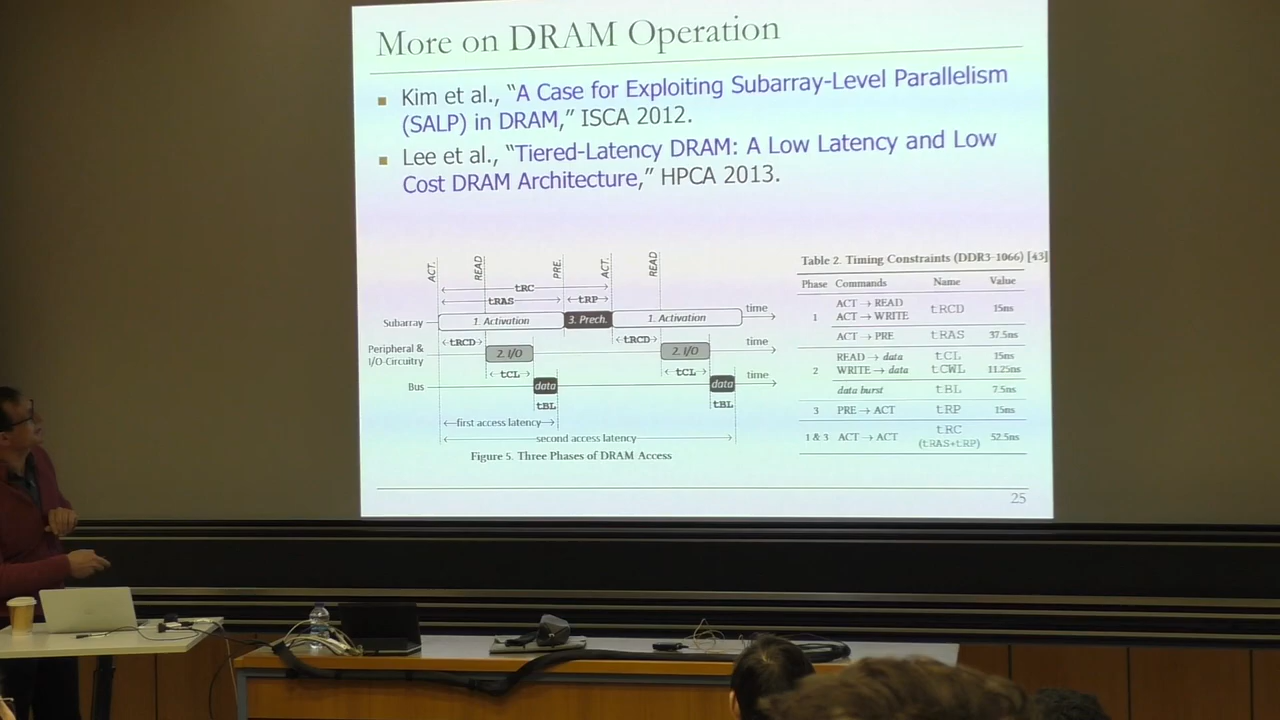 More on DRAM Operation
Kim et al., “A Case for Exploiting Subarray-Level Parallelism
(SALP) in DRAM,” ISCA 2012.
Lee et al., “Tiered-Latency DRAM: A Low Latency and Low
Cost DRAM Architecture,” HPCA 2013.
ACT. READ PRE. ACT. READ
tRC
tRAS tRP
Subarray 1. Activation 3. Prech. 1. Activation time
tRCD tRCD
Peripheral & 2. I/O 2. I/O time
I/O-Circuitry
tCL tCL
Bus data data time
tBL tBL
first access latency
second access latency
Figure 5. Three Phases of DRAM Access
Table 2. Timing Constraints (DDR3-1066) [43]
Phase Commands Name Value
1 ACT → READ tRCD 15ns
ACT → WRITE
ACT → PRE tRAS 37.5ns
2 READ → data tCL 15ns
WRITE → data tCWL 11.25ns
data burst tBL 7.5ns
3 PRE → ACT tRP 15ns
1 & 3 ACT → ACT tRC 52.5ns
(tRAS+tRP)
25